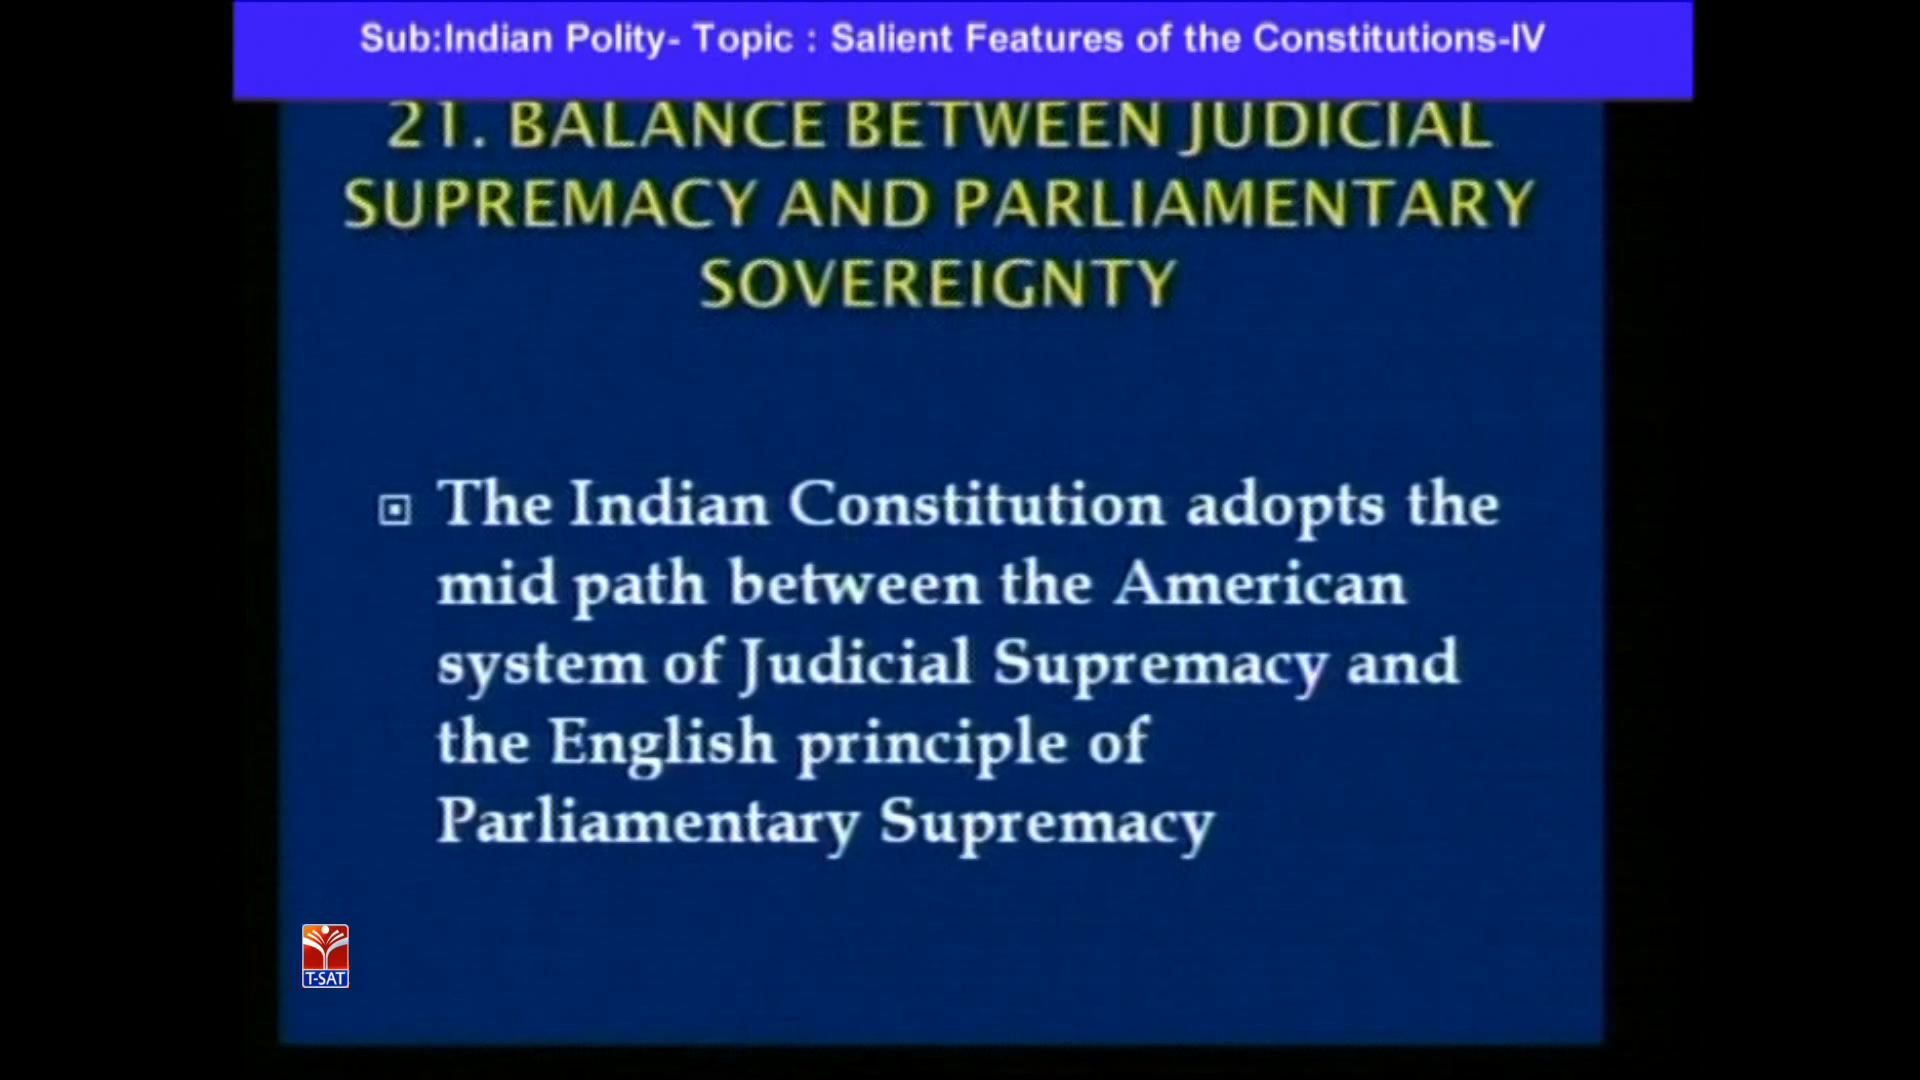 Sub:Indian Polity- Topic : Salient Features of the Constitutions-IV
21. BALANCE BETWEEN JUDICIAL
SUPREMACY AND PARLIAMENTARY
SOVEREIGNTY
The Indian Constitution adopts the
mid path between the American
system of Judicial Supremacy and
the English principle of
Parliamentary Supremacy
T-SAT